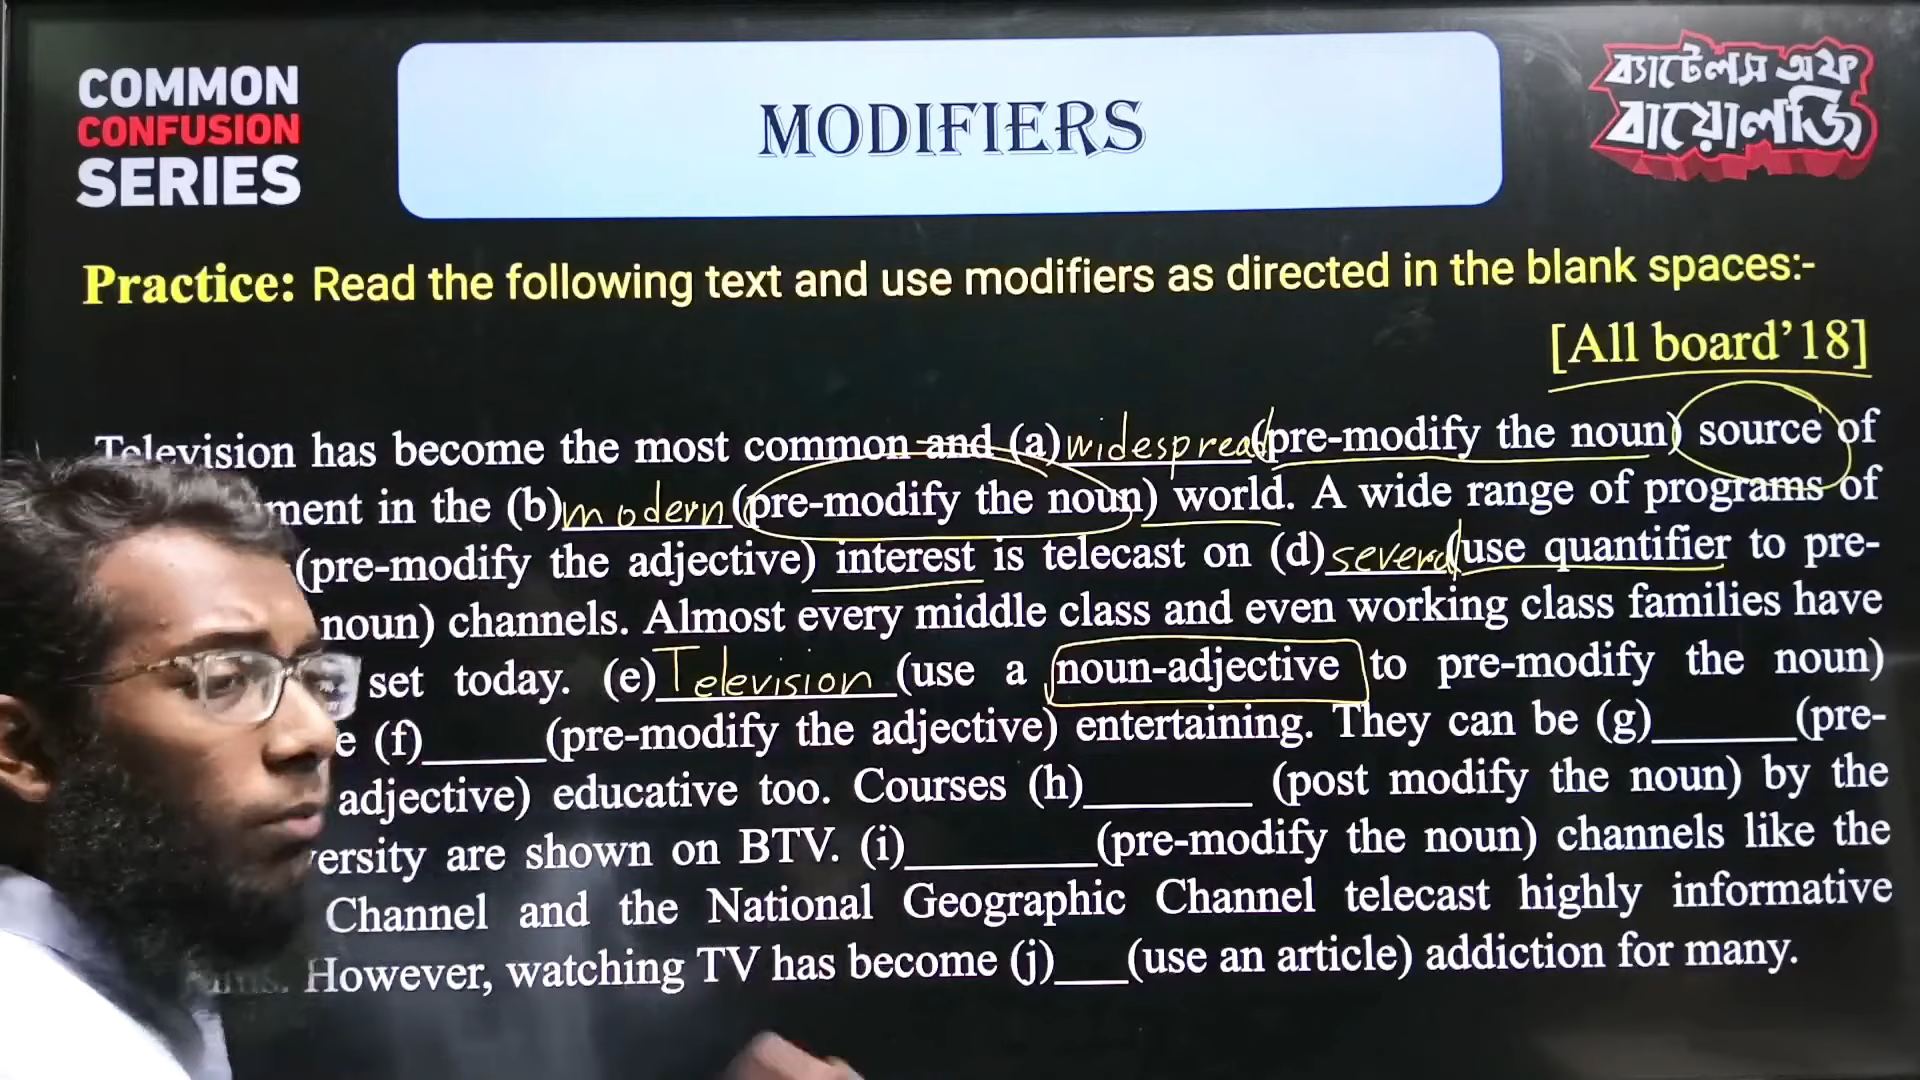 COMMON
CONFUSION
SERIES
MODIFIERS
ব্যাটেলস অফ
বায়োলজি
Practice: Read the following text and use modifiers as directed in the blank spaces:-
[All board’18]
Television has become the most common and (a) widespread (pre-modify the noun) source of
ment in the (b) modern (pre-modify the noun) world. A wide range of programs of
(pre-modify the adjective) interest is telecast on (d) several (use quantifier to pre-
noun) channels. Almost every middle class and even working class families have
set today. (e) Television (use a noun-adjective to pre-modify the noun)
e (f)______(pre-modify the adjective) entertaining. They can be (g)______(pre-
adjective) educative too. Courses (h)________ (post modify the noun) by the
ersity are shown on BTV. (i)_________(pre-modify the noun) channels like the
Channel and the National Geographic Channel telecast highly informative
However, watching TV has become (j)___(use an article) addiction for many.